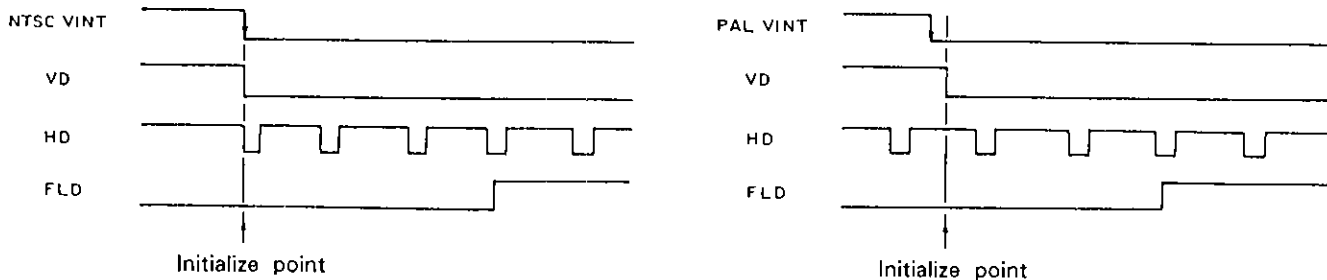 NTSC VINT
VD
HD
FLD
Initialize point
PAL VINT
VD
HD
FLD
Initialize point